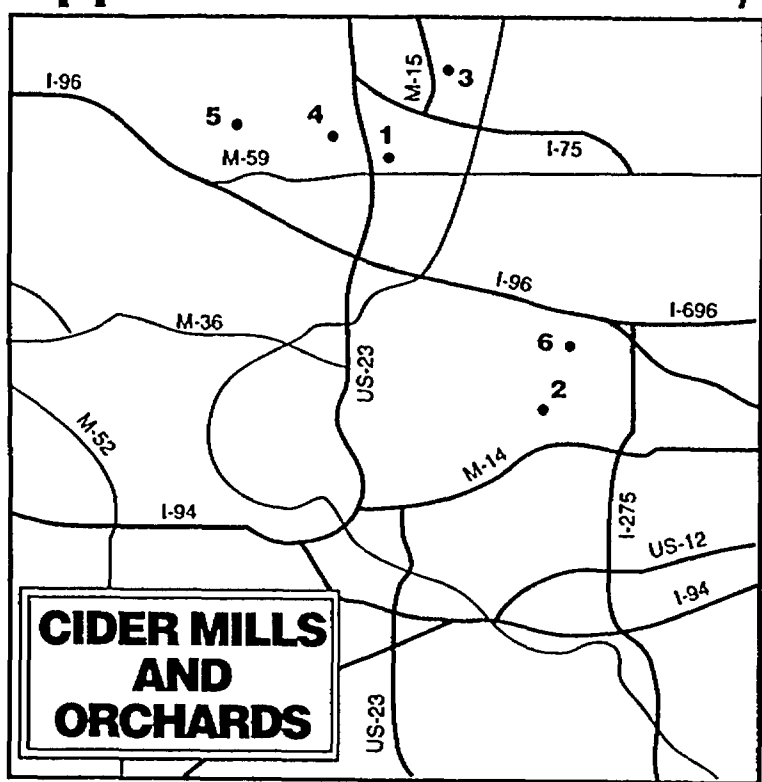 I-96
M-15
3
5
4
1
M-59
I-75
I-96
I-696
M-36
US-23
6
2
M-52
M-14
I-94
I-275
US-12
I-94
CIDER MILLS
AND
ORCHARDS
US-23